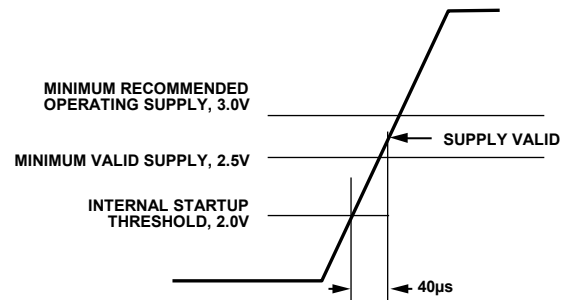 MINIMUM RECOMMENDED
OPERATING SUPPLY, 3.0V
SUPPLY VALID
MINIMUM VALID SUPPLY, 2.5V
INTERNAL STARTUP
THRESHOLD, 2.0V
40µs